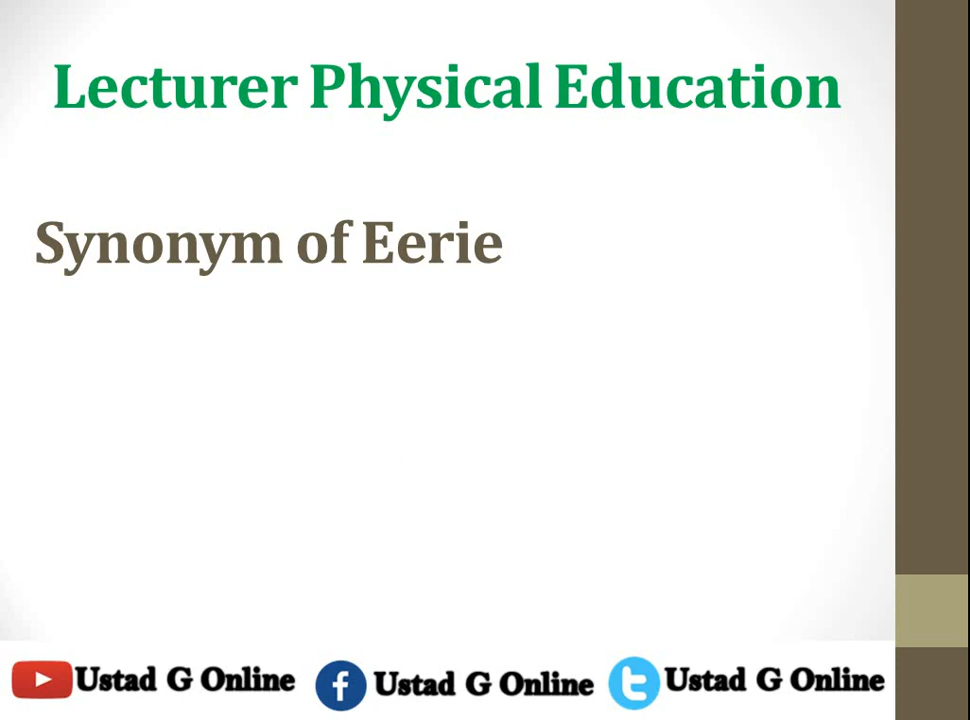 Lecturer Physical Education
Synonym of Eerie
Ustad G Online Ustad G Online Ustad G Online